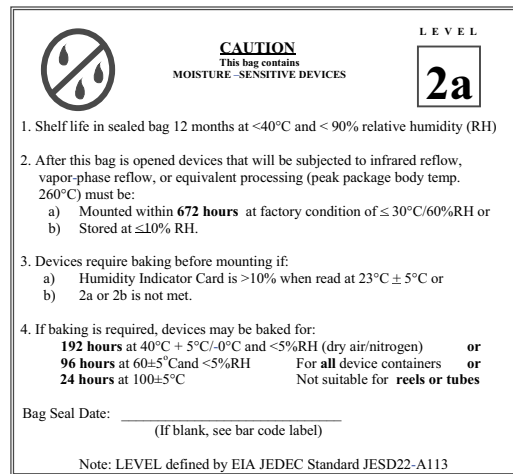 LEVEL
CAUTION
This bag contains
MOISTURE –SENSITIVE DEVICES
2a
1. Shelf life in sealed bag 12 months at <40°C and < 90% relative humidity (RH)
2. After this bag is opened devices that will be subjected to infrared reflow,
vapor-phase reflow, or equivalent processing (peak package body temp.
260°C) must be:
a) Mounted within 672 hours at factory condition of ≤ 30°C/60%RH or
b) Stored at ≤10% RH.
3. Devices require baking before mounting if:
a) Humidity Indicator Card is >10% when read at 23°C ± 5°C or
b) 2a or 2b is not met.
4. If baking is required, devices may be baked for:
192 hours at 40°C + 5°C/-0°C and <5%RH (dry air/nitrogen) or
96 hours at 60±5°Cand <5%RH For all device containers or
24 hours at 100±5°C Not suitable for reels or tubes
Bag Seal Date: ______________________________
(If blank, see bar code label)
Note: LEVEL defined by EIA JEDEC Standard JESD22-A113